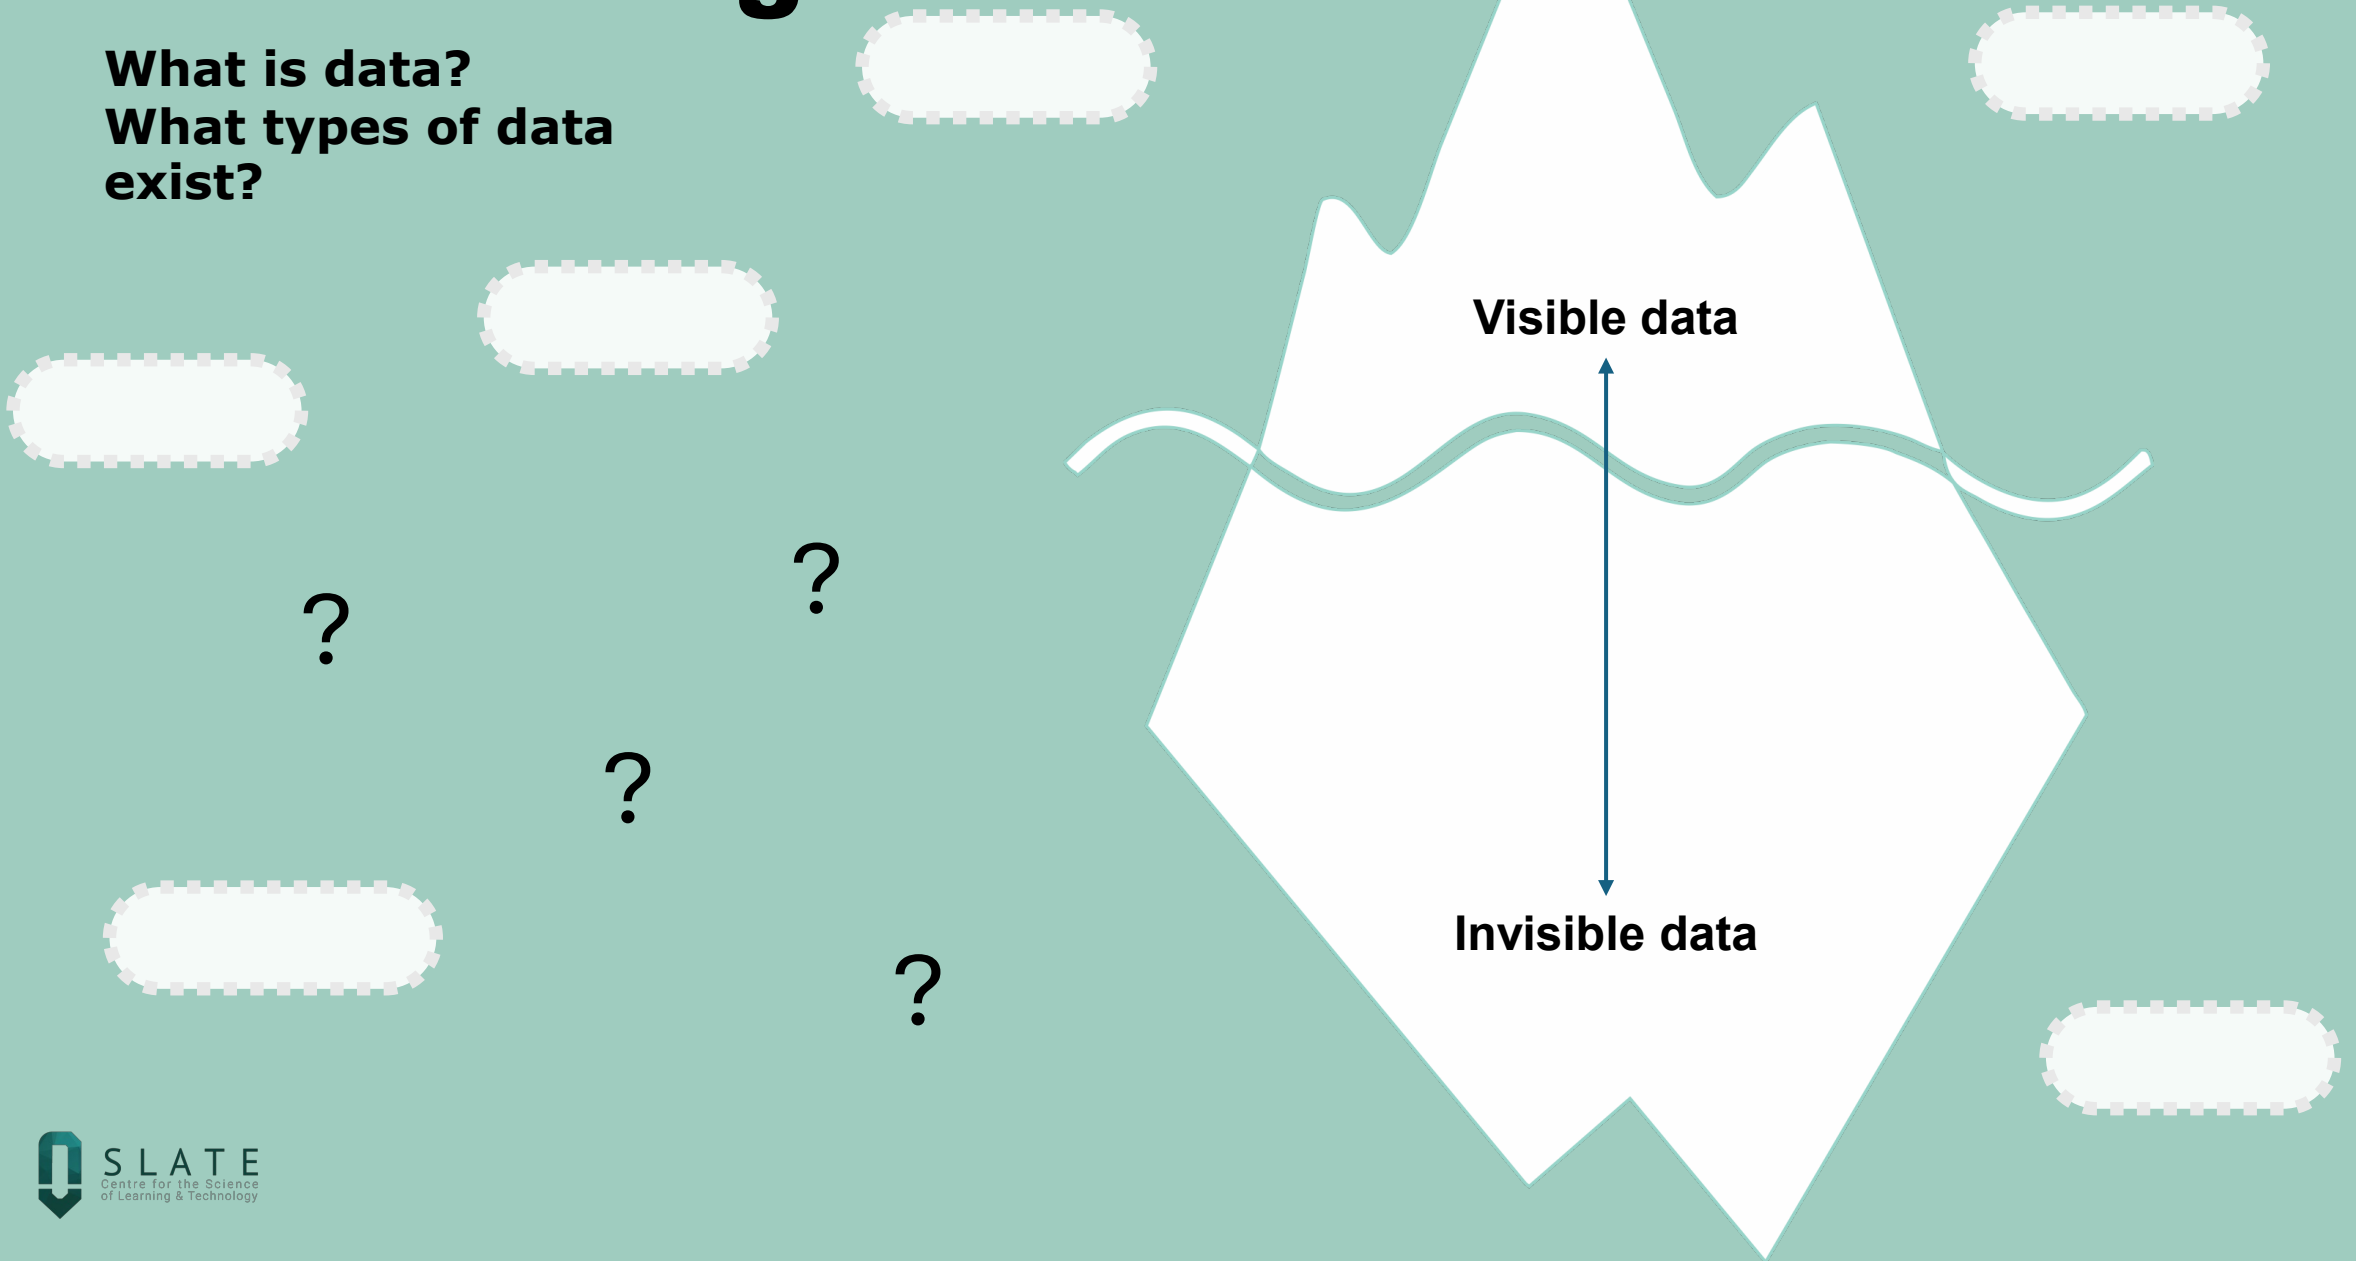 What is data?
What types of data
exist?
Visible data
?
?
?
Invisible data
?
SLATE
Centre for the Science
of Learning & Technology